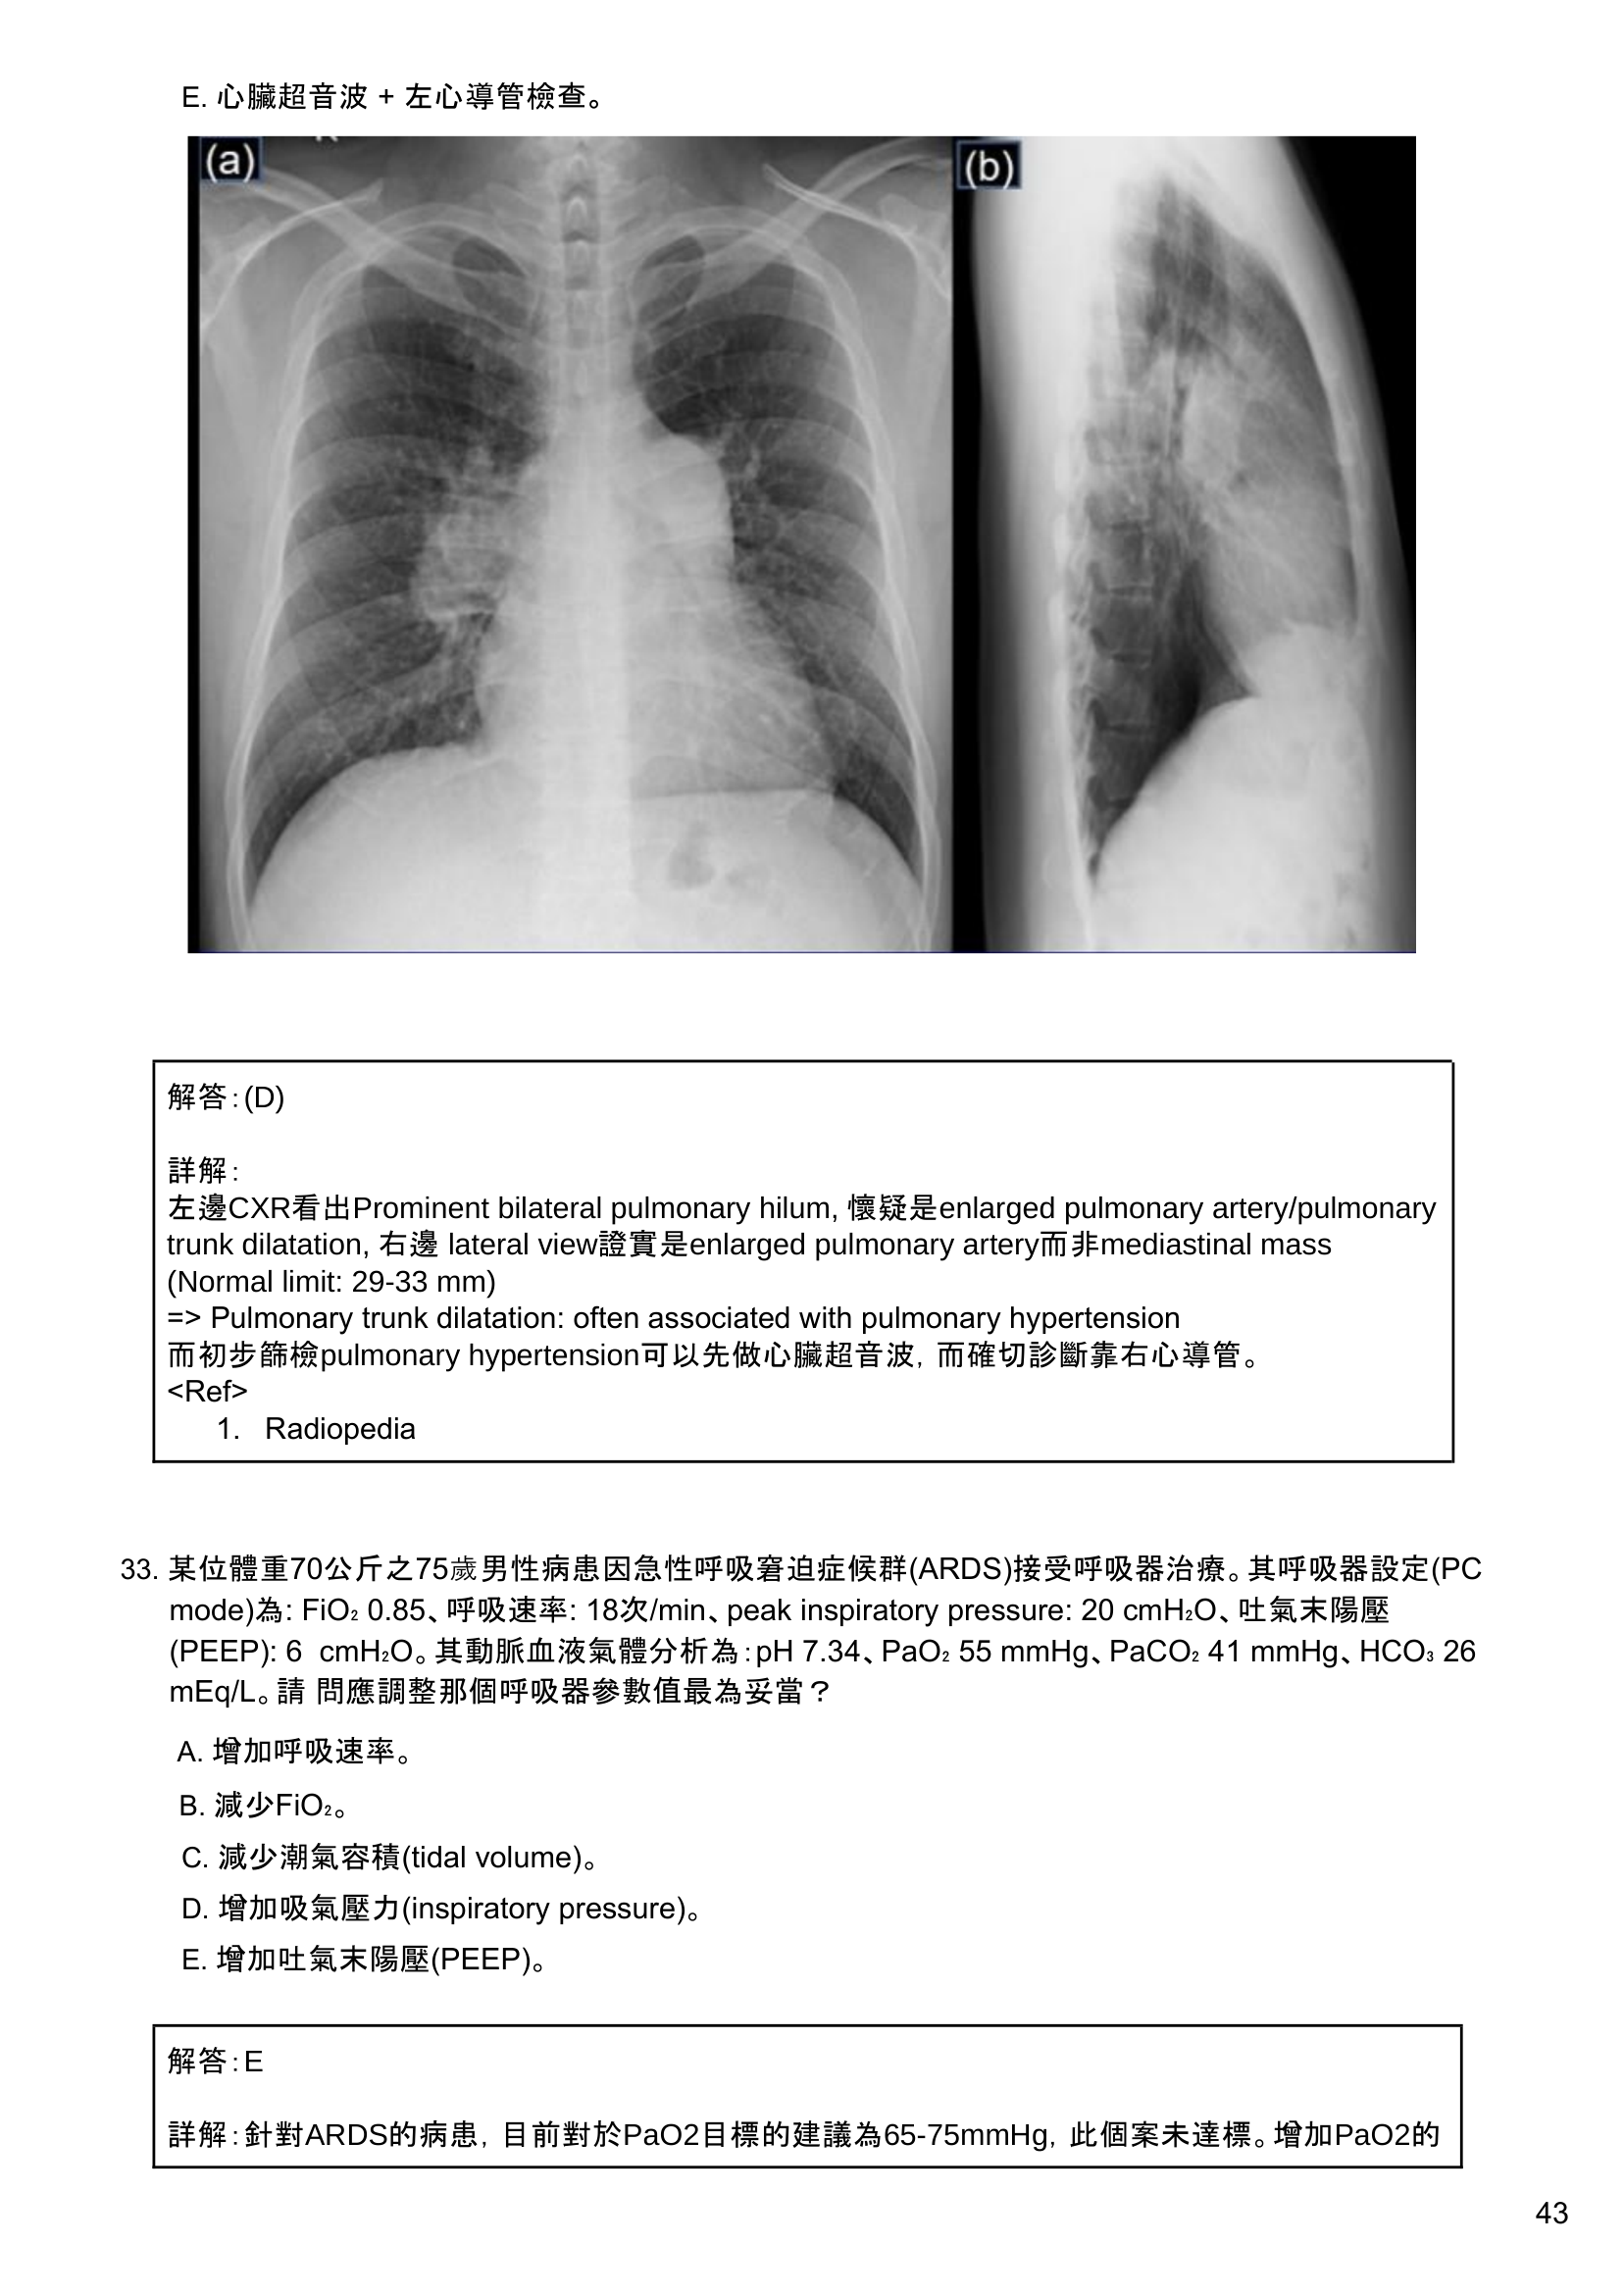 E. 心臟超音波 + 左心導管檢查。
(a)
(b)
解答：(D)
詳解：
左邊CXR看出Prominent bilateral pulmonary hilum, 懷疑是enlarged pulmonary artery/pulmonary
trunk dilatation, 右邊 lateral view證實是enlarged pulmonary artery而非mediastinal mass
(Normal limit: 29-33 mm)
=> Pulmonary trunk dilatation: often associated with pulmonary hypertension
而初步篩檢pulmonary hypertension可以先做心臟超音波，而確切診斷靠右心導管。
<Ref>
1. Radiopedia
33. 某位體重70公斤之75歲男性病患因急性呼吸窘迫症候群(ARDS)接受呼吸器治療。其呼吸器設定(PC
mode)為: FiO₂ 0.85、呼吸速率: 18次/min、peak inspiratory pressure: 20 cmH₂O、吐氣末陽壓
(PEEP): 6 cmH₂O。其動脈血液氣體分析為：pH 7.34、PaO₂ 55 mmHg、PaCO₂ 41 mmHg、HCO₃ 26
mEq/L。請 問應調整那個呼吸器參數值最為妥當？
A. 增加呼吸速率。
B. 減少FiO₂。
C. 減少潮氣容積(tidal volume)。
D. 增加吸氣壓力(inspiratory pressure)。
E. 增加吐氣末陽壓(PEEP)。
解答：E
詳解：針對ARDS的病患，目前對於PaO2目標的建議為65-75mmHg，此個案未達標。增加PaO2的
43